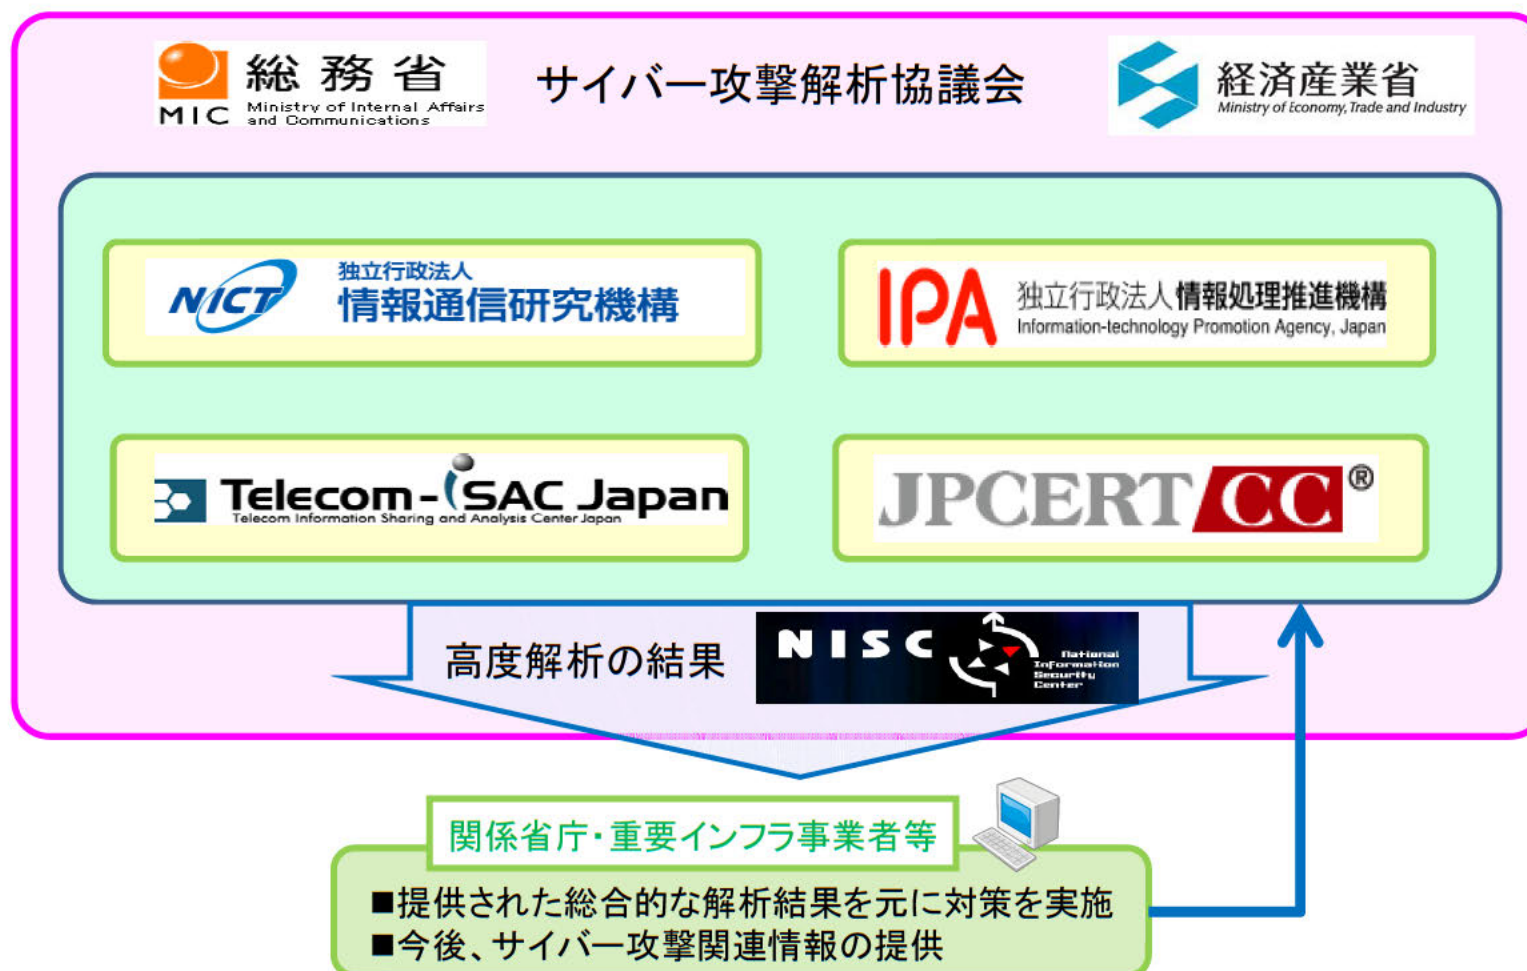 総務省
MIC
Ministry of Internal Affairs
and Communications
サイバー攻撃解析協議会
経済産業省
Ministry of Economy, Trade and Industry
NICT
独立行政法人
情報通信研究機構
IPA
独立行政法人情報処理推進機構
Information-technology Promotion Agency, Japan
Telecom-iSAC Japan
Telecom Information Sharing and Analysis Center Japan
JPCERT CC®
高度解析の結果
NISC
National
Information
Security
Center
関係省庁・重要インフラ事業者等
■提供された総合的な解析結果を元に対策を実施
■今後、サイバー攻撃関連情報の提供